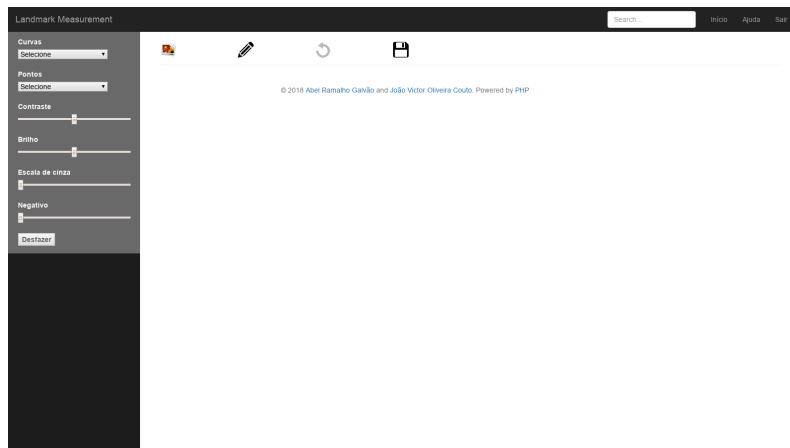 Landmark Measurement
Search...
Início
Ajuda
Sair
Curvas
Selecione
Pontos
Selecione
Contraste
Brilho
Escala de cinza
Negativo
Desfazer
© 2018 Abel Ramalho Galvão and João Victor Oliveira Couto. Powered by PHP